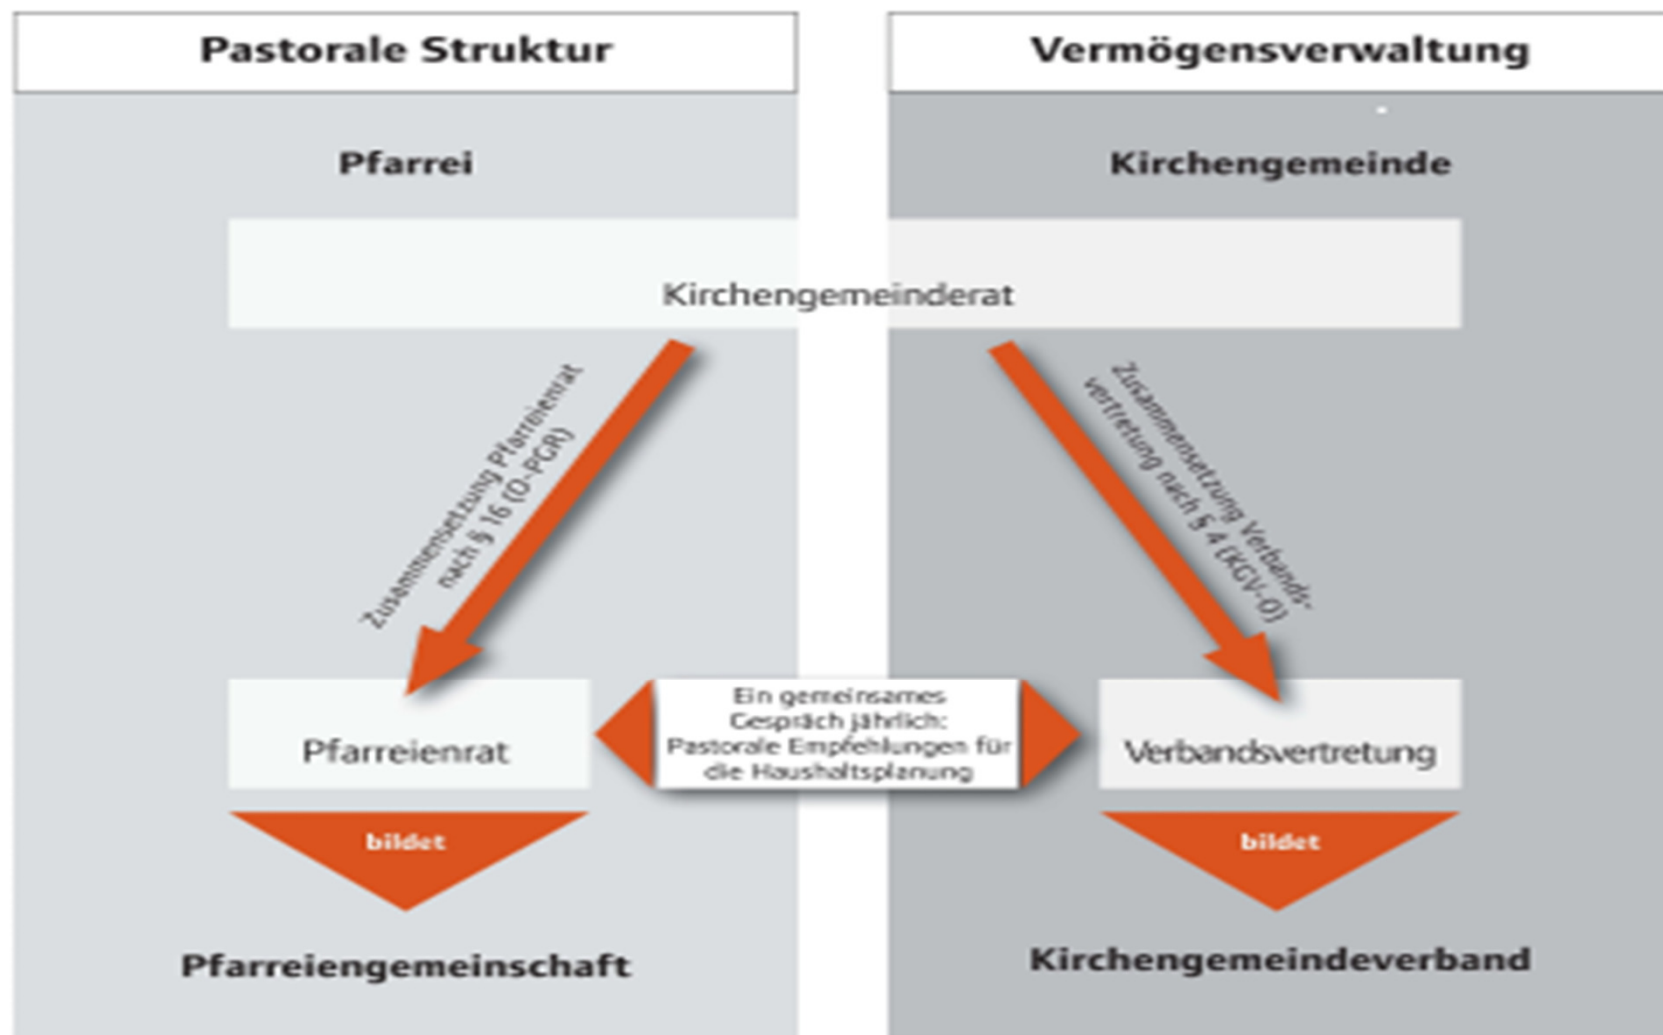 Pastorale Struktur
Vermögensverwaltung
Pfarrei
Kirchengemeinde
Kirchengemeinderat
Zusammensetzung Pfarreienrat
nach § 16 (O-PGR)
Zusammensetzung Verbands-
vertretung nach § 4 (KGV-O)
Pfarreienrat
Ein gemeinsames
Gespräch jährlich:
Pastorale Empfehlungen für
die Haushaltsplanung
Verbandsvertretung
bildet
bildet
Pfarreiengemeinschaft
Kirchengemeindeverband